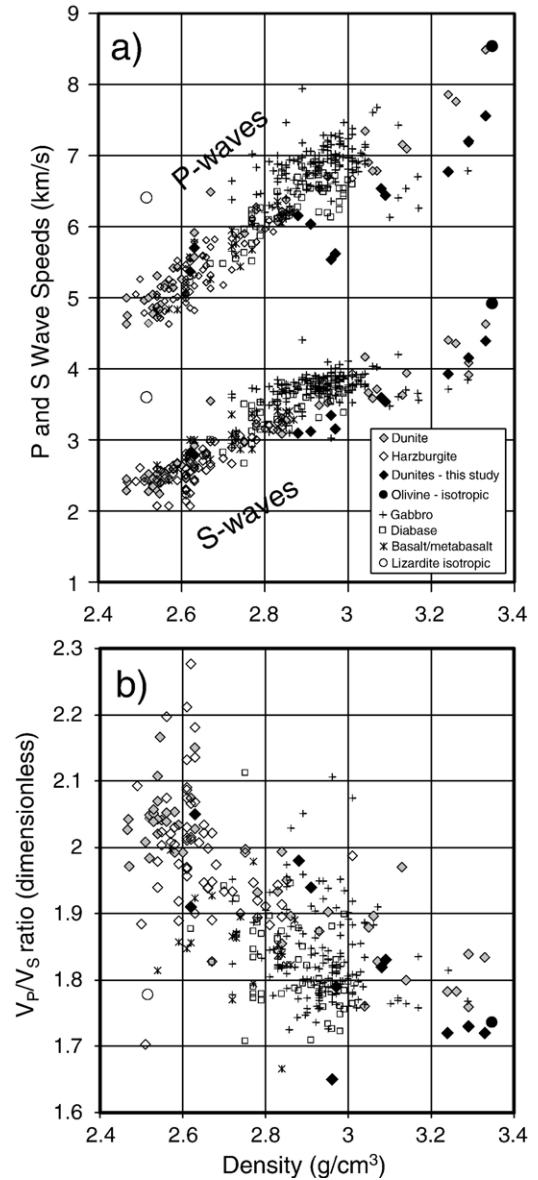 a)
9
8
7
6
5
4
3
2
1
P and S Wave Speeds (km/s)
P-waves
S-waves
Dunite
Harzburgite
Dunites - this study
Olivine - isotropic
Gabbro
Diabase
Basalt/metabasalt
Lizardite isotropic
2.4 2.6 2.8 3 3.2 3.4
b)
2.3
2.2
2.1
2
1.9
1.8
1.7
1.6
VP/VS ratio (dimensionless)
2.4 2.6 2.8 3 3.2 3.4
Density (g/cm³)